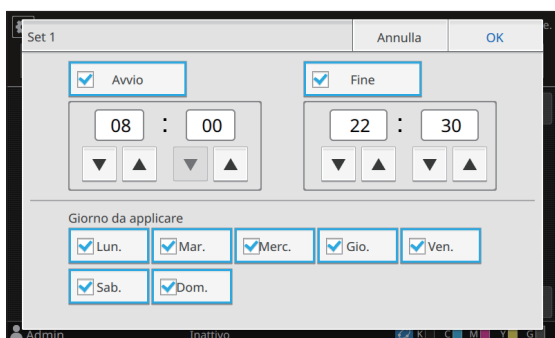 e.
Set 1 Annulla OK
Avvio Fine
08 : 00 22 : 30
Giorno da applicare
Lun. Mar. Merc. Gio. Ven.
Sab. Dom.
Admin Inattivo K C M Y G